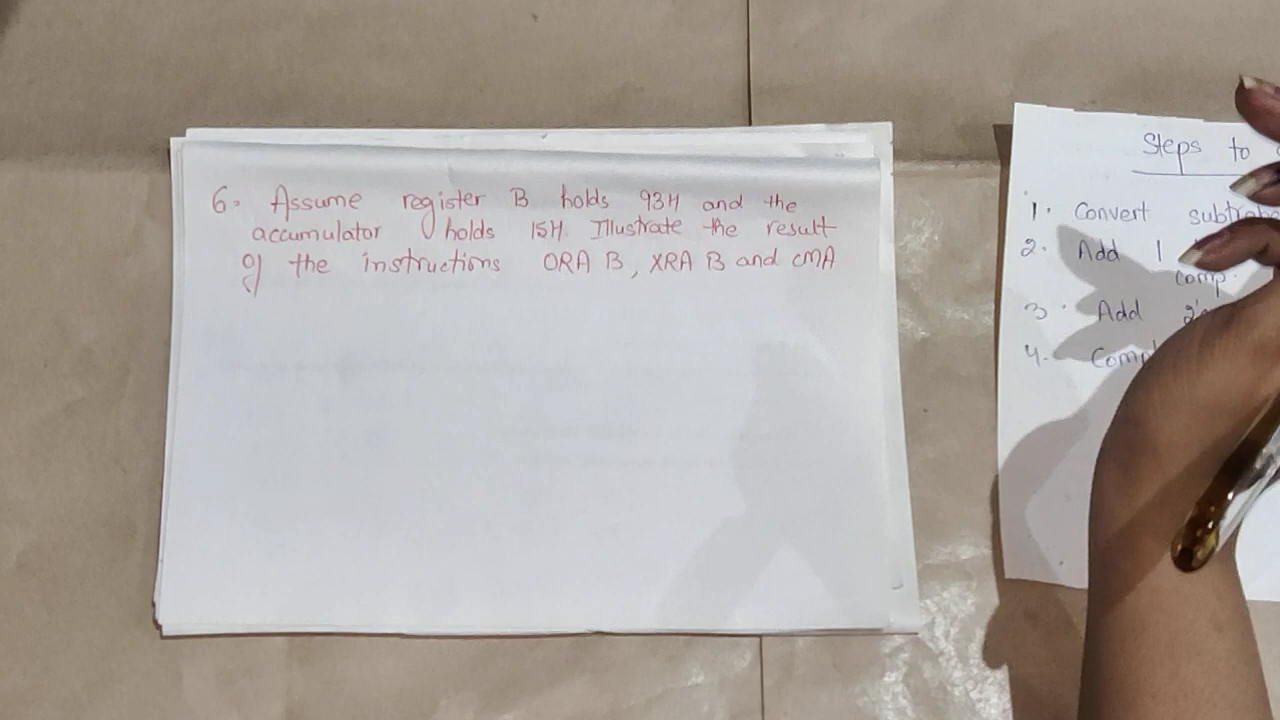 6. Assume register B holds 93H and the
accumulator holds 15H. Illustrate the result
of the instructions ORA B, XRA B and CMA
Steps to
1. Convert
2. Add 1
comp.
3. Add 2's
4.